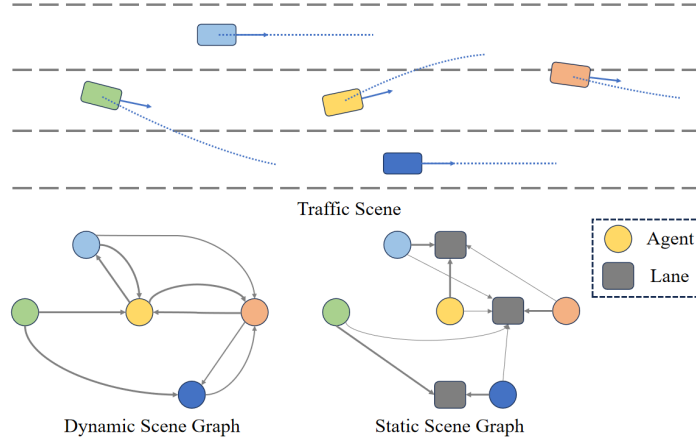 Traffic Scene
Agent
Lane
Dynamic Scene Graph
Static Scene Graph